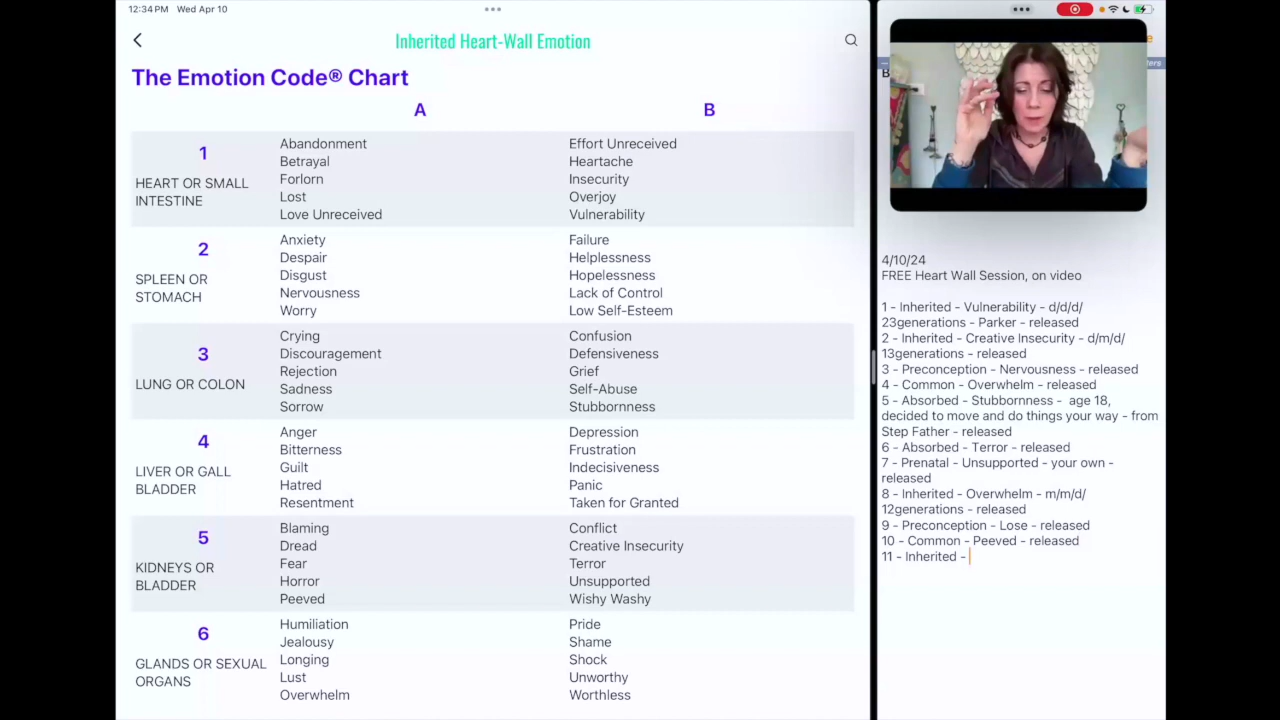 12:34 PM Wed Apr 10
Inherited Heart-Wall Emotion
The Emotion Code® Chart
A B
1
HEART OR SMALL
INTESTINE
Abandonment
Betrayal
Forlorn
Lost
Love Unreceived
Effort Unreceived
Heartache
Insecurity
Overjoy
Vulnerability
2
SPLEEN OR
STOMACH
Anxiety
Despair
Disgust
Nervousness
Worry
Failure
Helplessness
Hopelessness
Lack of Control
Low Self-Esteem
3
LUNG OR COLON
Crying
Discouragement
Rejection
Sadness
Sorrow
Confusion
Defensiveness
Grief
Self-Abuse
Stubbornness
4
LIVER OR GALL
BLADDER
Anger
Bitterness
Guilt
Hatred
Resentment
Depression
Frustration
Indecisiveness
Panic
Taken for Granted
5
KIDNEYS OR
BLADDER
Blaming
Dread
Fear
Horror
Peeved
Conflict
Creative Insecurity
Terror
Unsupported
Wishy Washy
6
GLANDS OR SEXUAL
ORGANS
Humiliation
Jealousy
Longing
Lust
Overwhelm
Pride
Shame
Shock
Unworthy
Worthless
4/10/24
FREE Heart Wall Session, on video
1 - Inherited - Vulnerability - d/d/d/
23generations - Parker - released
2 - Inherited - Creative Insecurity - d/m/d/
13generations - released
3 - Preconception - Nervousness - released
4 - Common - Overwhelm - released
5 - Absorbed - Stubbornness - age 18,
decided to move and do things your way - from
Step Father - released
6 - Absorbed - Terror - released
7 - Prenatal - Unsupported - your own -
released
8 - Inherited - Overwhelm - m/m/d/
12generations - released
9 - Preconception - Lose - released
10 - Common - Peeved - released
11 - Inherited -